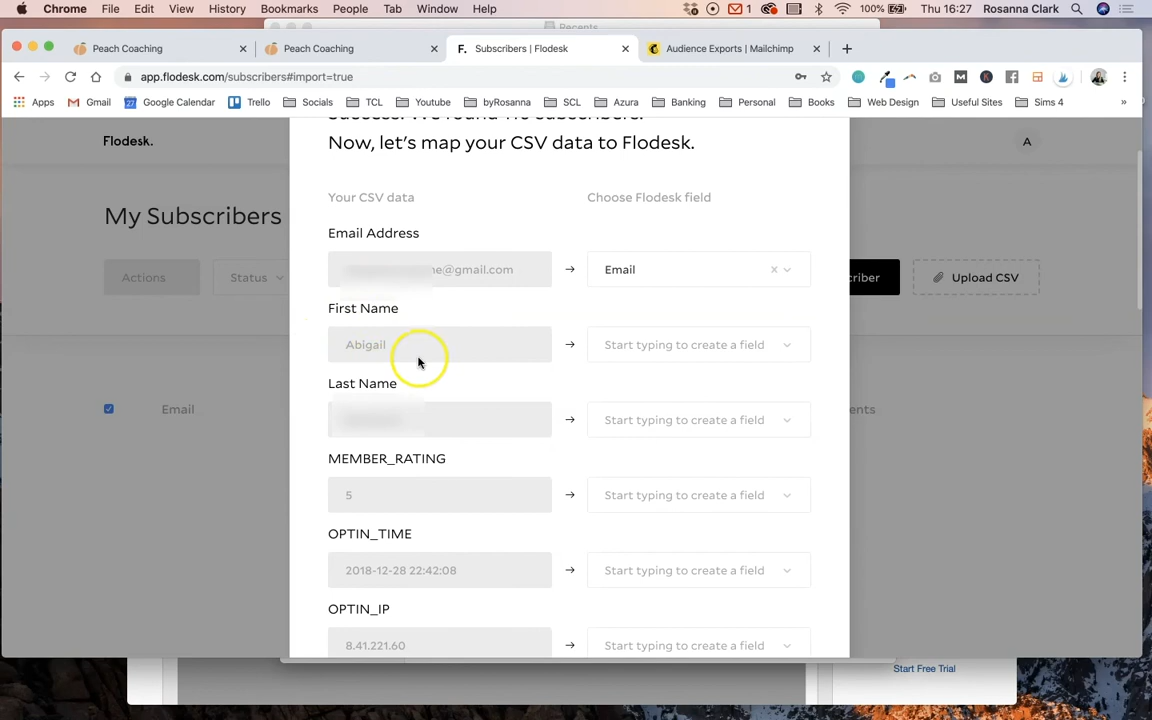 Chrome File Edit View History Bookmarks People Tab Window Help 1 100% Thu 16:27 Rosanna Clark
Recents
Peach Coaching × Peach Coaching × F. Subscribers | Flodesk × Audience Exports | Mailchimp × +
app.flodesk.com/subscribers#import=true
Apps Gmail Google Calendar Trello Socials TCL Youtube byRosanna SCL Azura Banking Personal Books Web Design Useful Sites Sims 4 »
Flodesk. A
Now, let's map your CSV data to Flodesk.
My Subscribers
Your CSV data Choose Flodesk field
Email Address
Actions Status e@gmail.com → Email × Upload CSV
First Name
Abigail → Start typing to create a field
Last Name
Email → Start typing to create a field
MEMBER_RATING
5 → Start typing to create a field
OPTIN_TIME
2018-12-28 22:42:08 → Start typing to create a field
OPTIN_IP
8.41.221.60 → Start typing to create a field
Start Free Trial